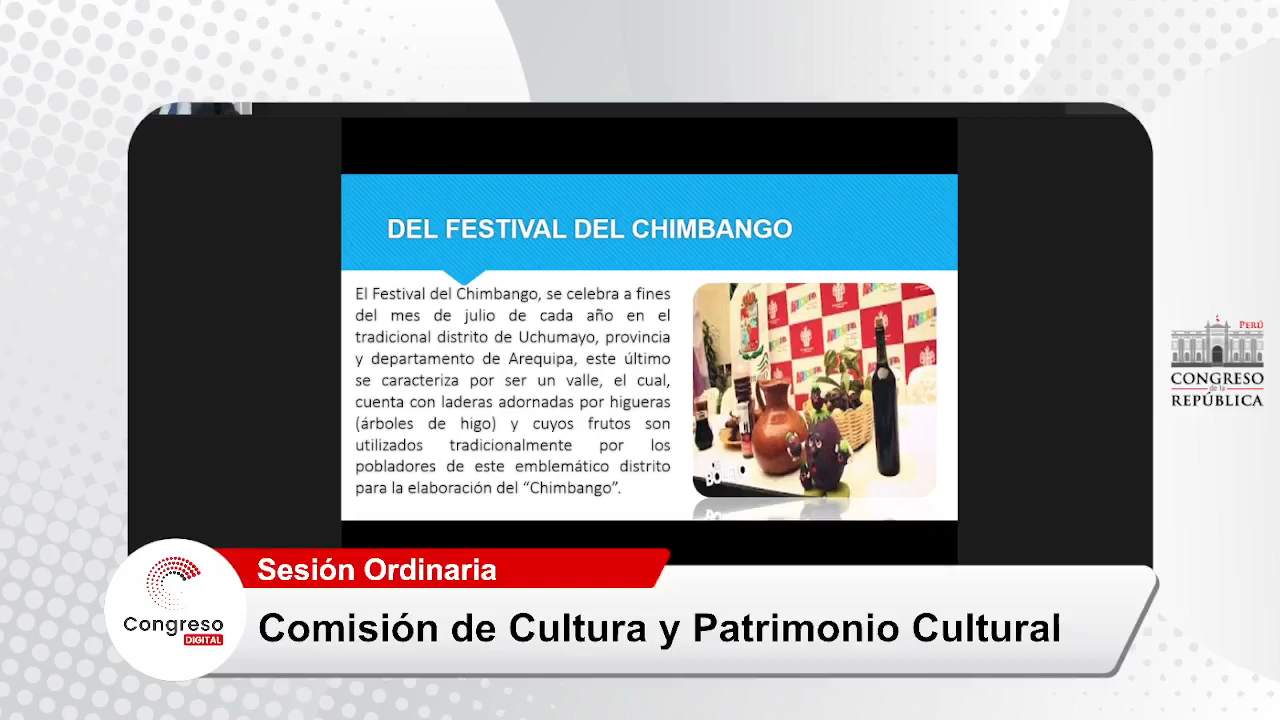 DEL FESTIVAL DEL CHIMBANGO
El Festival del Chimbango, se celebra a fines
del mes de julio de cada año en el
tradicional distrito de Uchumayo, provincia
y departamento de Arequipa, este último
se caracteriza por ser un valle, el cual,
cuenta con laderas adornadas por higueras
(árboles de higo) y cuyos frutos son
utilizados tradicionalmente por los
pobladores de este emblemático distrito
para la elaboración del “Chimbango”.
PERÚ
CONGRESO
de la
REPÚBLICA
Sesión Ordinaria
Congreso
DIGITAL
Comisión de Cultura y Patrimonio Cultural